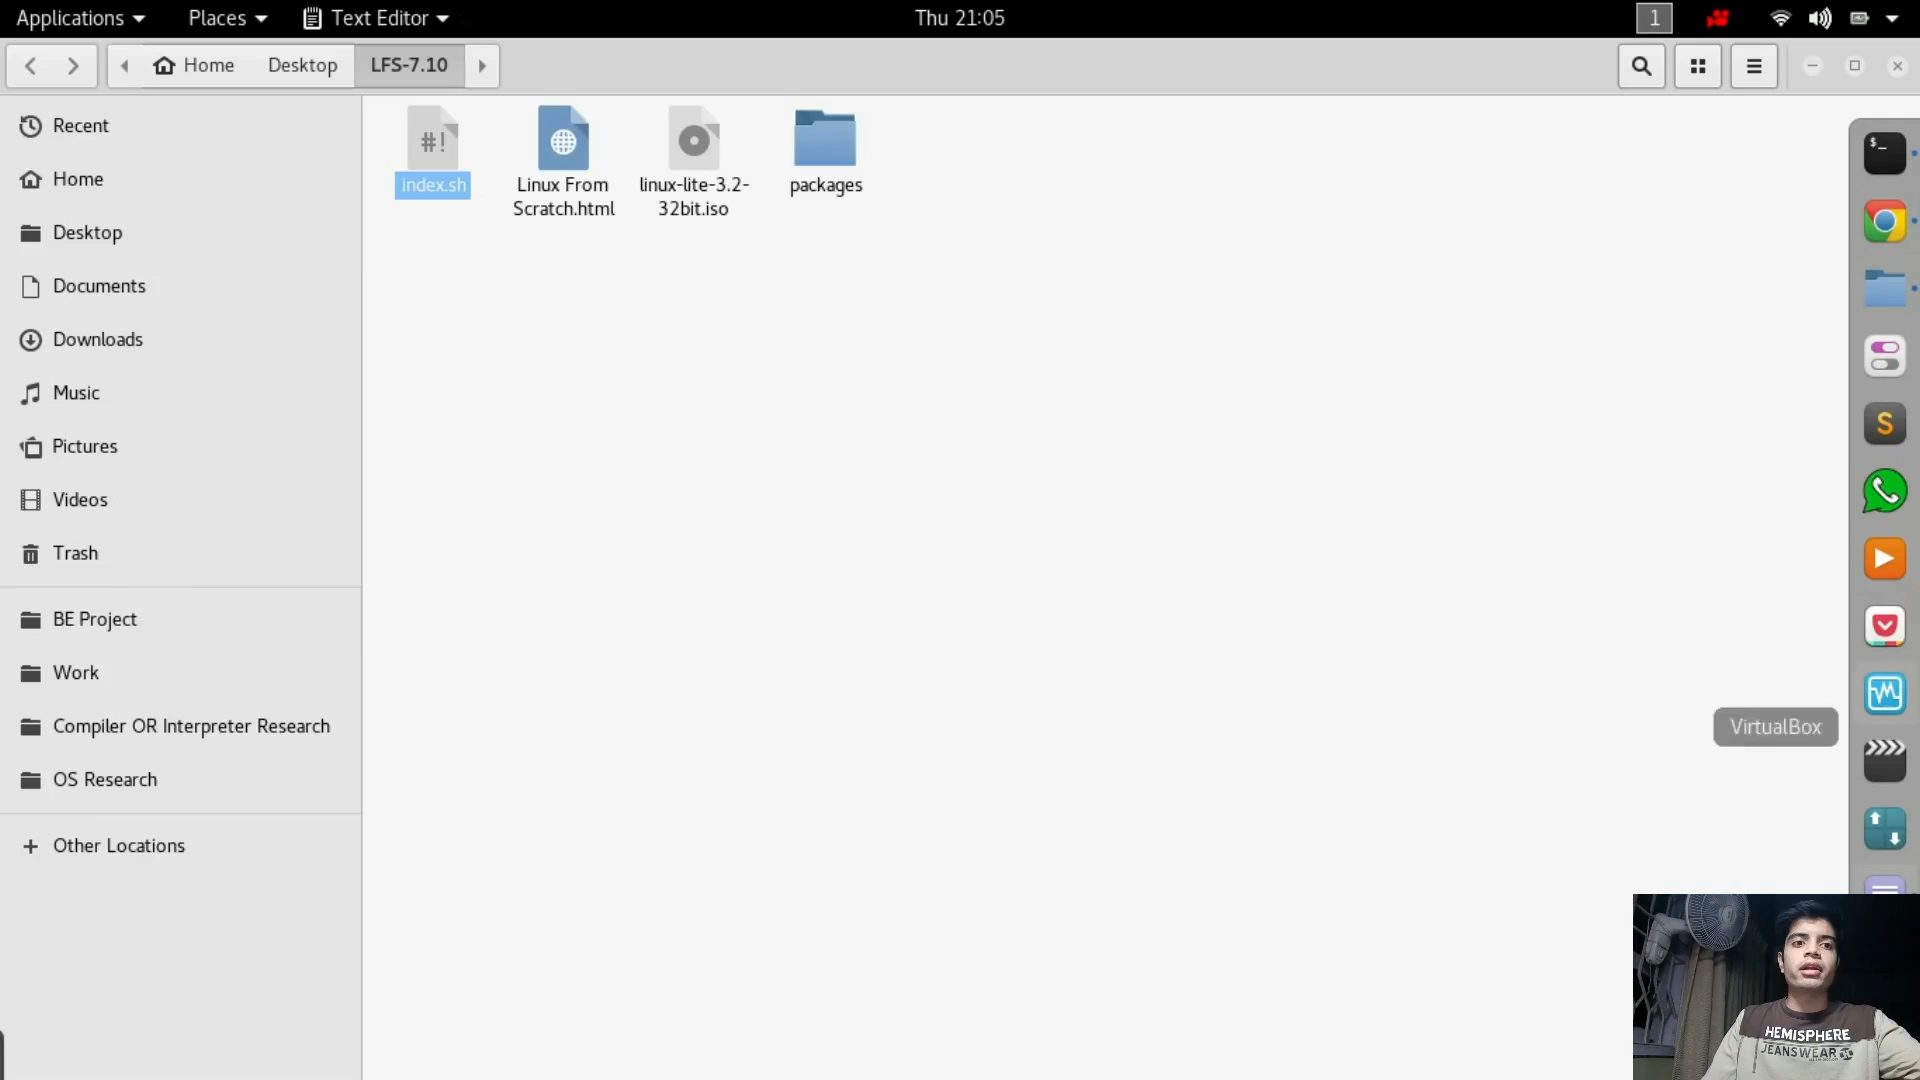 Applications Places Text Editor Thu 21:05 1
Home Desktop LFS-7.10
Recent
Home
Desktop
Documents
Downloads
Music
Pictures
Videos
Trash
BE Project
Work
Compiler OR Interpreter Research
OS Research
+ Other Locations
#!
index.sh
Linux From
Scratch.html
linux-lite-3.2-
32bit.iso
packages
$_
S
VirtualBox
HEMISPHERE
JEANSWEAR